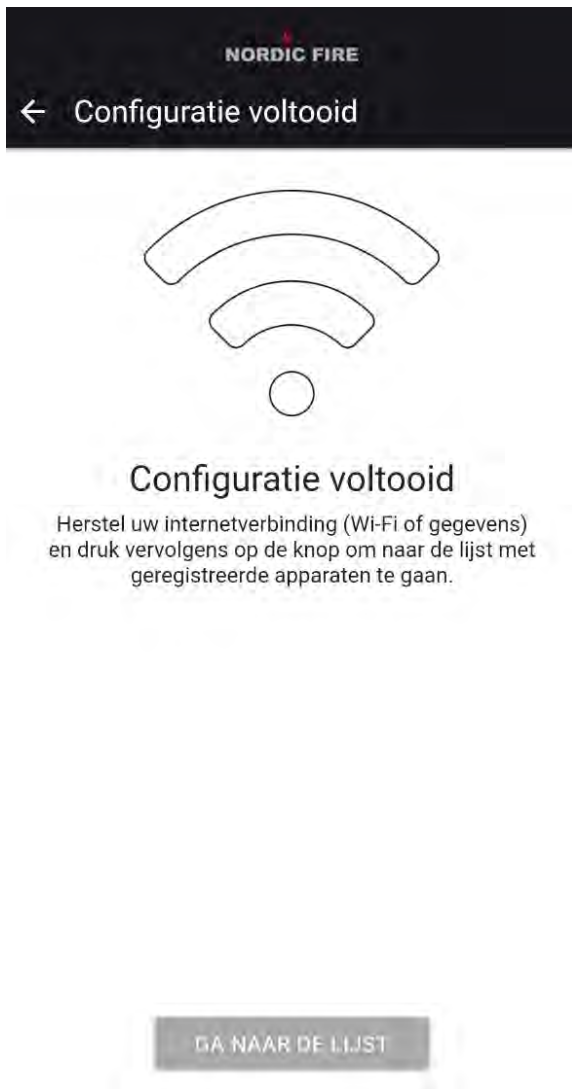 NORDIC FIRE
← Configuratie voltooid
Configuratie voltooid
Herstel uw internetverbinding (Wi-Fi of gegevens)
en druk vervolgens op de knop om naar de lijst met
geregistreerde apparaten te gaan.
GA NAAR DE LIJST